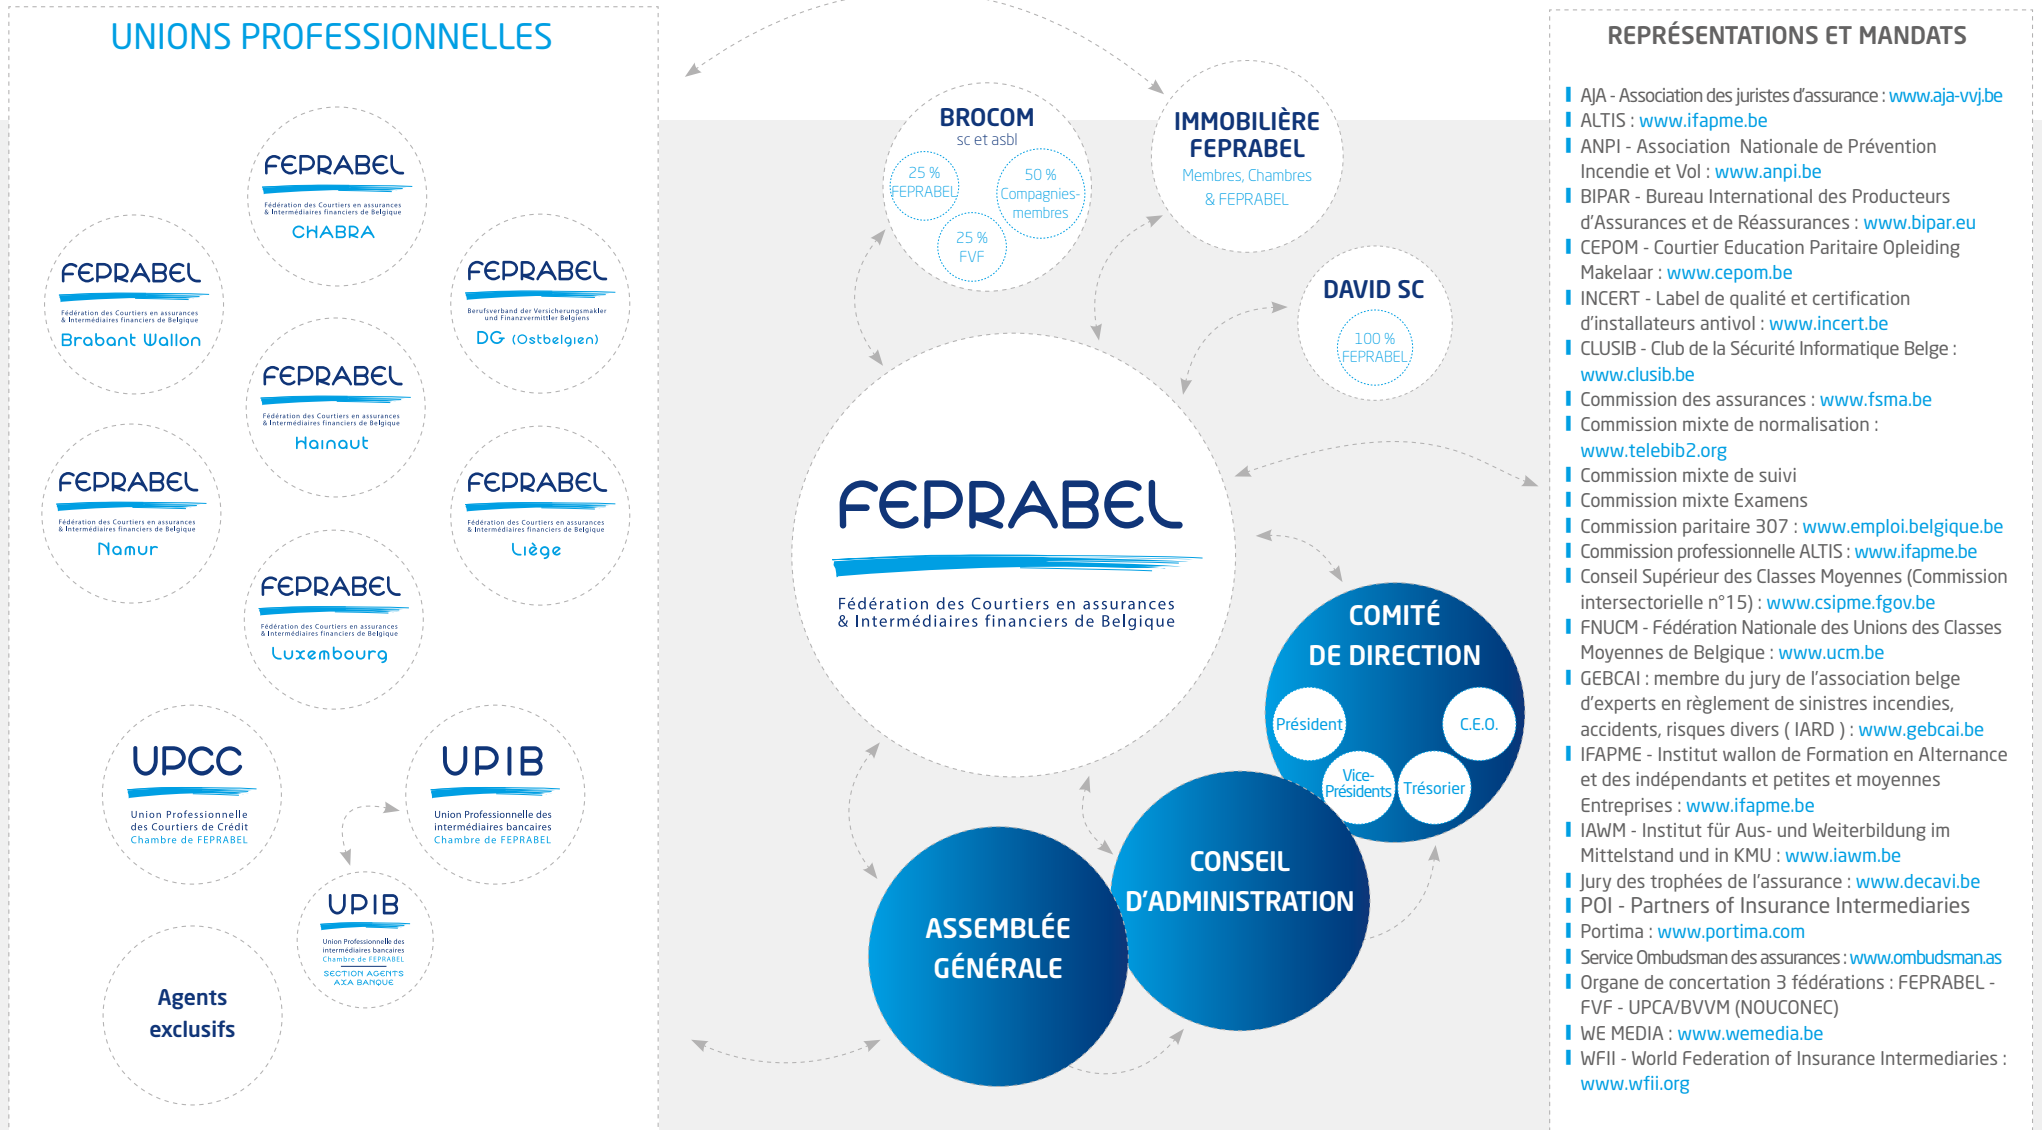 UNIONS PROFESSIONNELLES
FEPRABEL
Fédération des Courtiers en assurances
& Intermédiaires financiers de Belgique
CHABRA
FEPRABEL
Fédération des Courtiers en assurances
& Intermédiaires financiers de Belgique
Brabant Wallon
FEPRABEL
Berufsverband der Versicherungsmakler
und Finanzvermittler Belgiens
DG (Ostbelgien)
FEPRABEL
Fédération des Courtiers en assurances
& Intermédiaires financiers de Belgique
Hainaut
FEPRABEL
Fédération des Courtiers en assurances
& Intermédiaires financiers de Belgique
Namur
FEPRABEL
Fédération des Courtiers en assurances
& Intermédiaires financiers de Belgique
Liège
FEPRABEL
Fédération des Courtiers en assurances
& Intermédiaires financiers de Belgique
Luxembourg
UPCC
Union Professionnelle
des Courtiers de Crédit
Chambre de FEPRABEL
UPIB
Union Professionnelle des
intermédiaires bancaires
Chambre de FEPRABEL
UPIB
Union Professionnelle des
intermédiaires bancaires
Chambre de FEPRABEL
SECTION AGENTS
AXA BANQUE
Agents
exclusifs
BROCOM
sc et asbl
25 %
FEPRABEL
50 %
Compagnies-
membres
25 %
FVF
IMMOBILIÈRE
FEPRABEL
Membres, Chambres
& FEPRABEL
DAVID SC
100 %
FEPRABEL
FEPRABEL
Fédération des Courtiers en assurances
& Intermédiaires financiers de Belgique
COMITÉ
DE DIRECTION
Président
Vice-
Présidents
Trésorier
C.E.O.
CONSEIL
D'ADMINISTRATION
ASSEMBLÉE
GÉNÉRALE
REPRÉSENTATIONS ET MANDATS
AJA - Association des juristes d'assurance : www.aja-vvj.be
ALTIS : www.ifapme.be
ANPI - Association Nationale de Prévention
Incendie et Vol : www.anpi.be
BIPAR - Bureau International des Producteurs
d'Assurances et de Réassurances : www.bipar.eu
CEPOM - Courtier Education Paritaire Opleiding
Makelaar : www.cepom.be
INCERT - Label de qualité et certification
d'installateurs antivol : www.incert.be
CLUSIB - Club de la Sécurité Informatique Belge :
www.clusib.be
Commission des assurances : www.fsma.be
Commission mixte de normalisation :
www.telebib2.org
Commission mixte de suivi
Commission mixte Examens
Commission paritaire 307 : www.emploi.belgique.be
Commission professionnelle ALTIS : www.ifapme.be
Conseil Supérieur des Classes Moyennes (Commission
intersectorielle n°15) : www.csipme.fgov.be
FNUCM - Fédération Nationale des Unions des Classes
Moyennes de Belgique : www.ucm.be
GEBCAI : membre du jury de l'association belge
d'experts en règlement de sinistres incendies,
accidents, risques divers ( IARD ) : www.gebcai.be
IFAPME - Institut wallon de Formation en Alternance
et des indépendants et petites et moyennes
Entreprises : www.ifapme.be
IAWM - Institut für Aus- und Weiterbildung im
Mittelstand und in KMU : www.iawm.be
Jury des trophées de l'assurance : www.decavi.be
POI - Partners of Insurance Intermediaries
Portima : www.portima.com
Service Ombudsman des assurances : www.ombudsman.as
Organe de concertation 3 fédérations : FEPRABEL -
FVF - UPCA/BVVM (NOUCONEC)
WE MEDIA : www.wemedia.be
WFII - World Federation of Insurance Intermediaries :
www.wfii.org